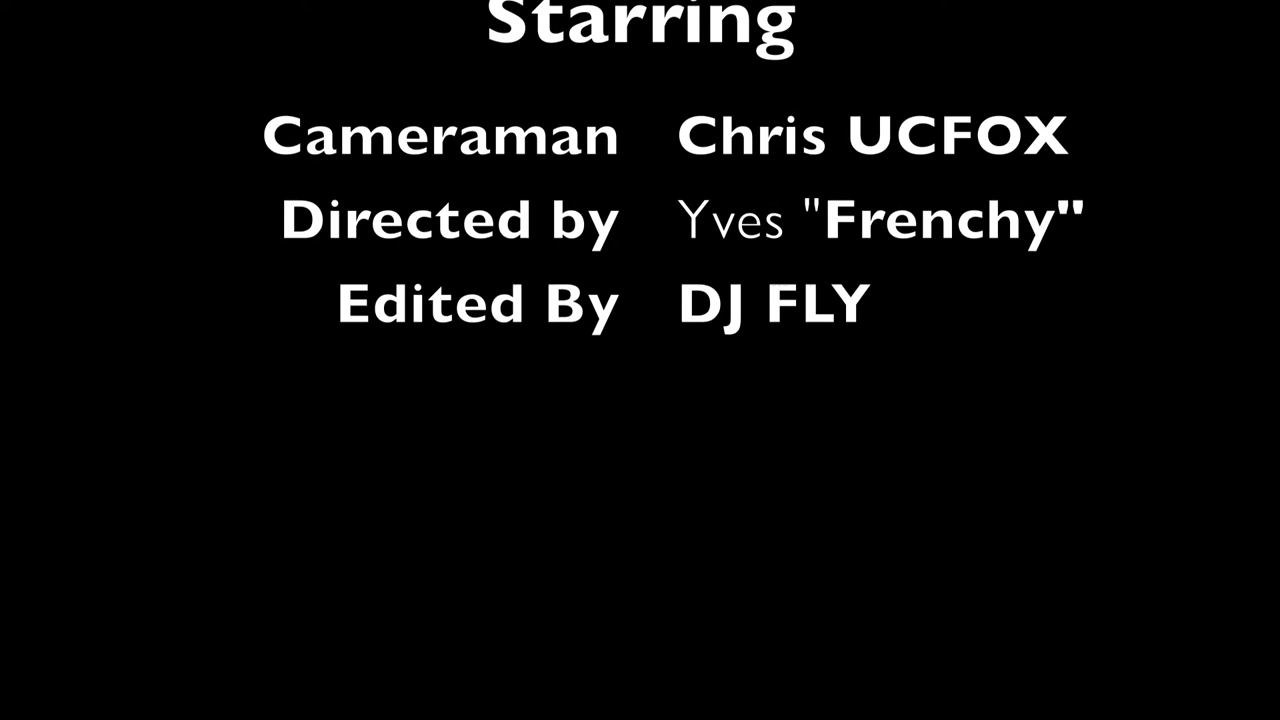 Starring
Cameraman Chris UCFOX
Directed by Yves "Frenchy"
Edited By DJ FLY